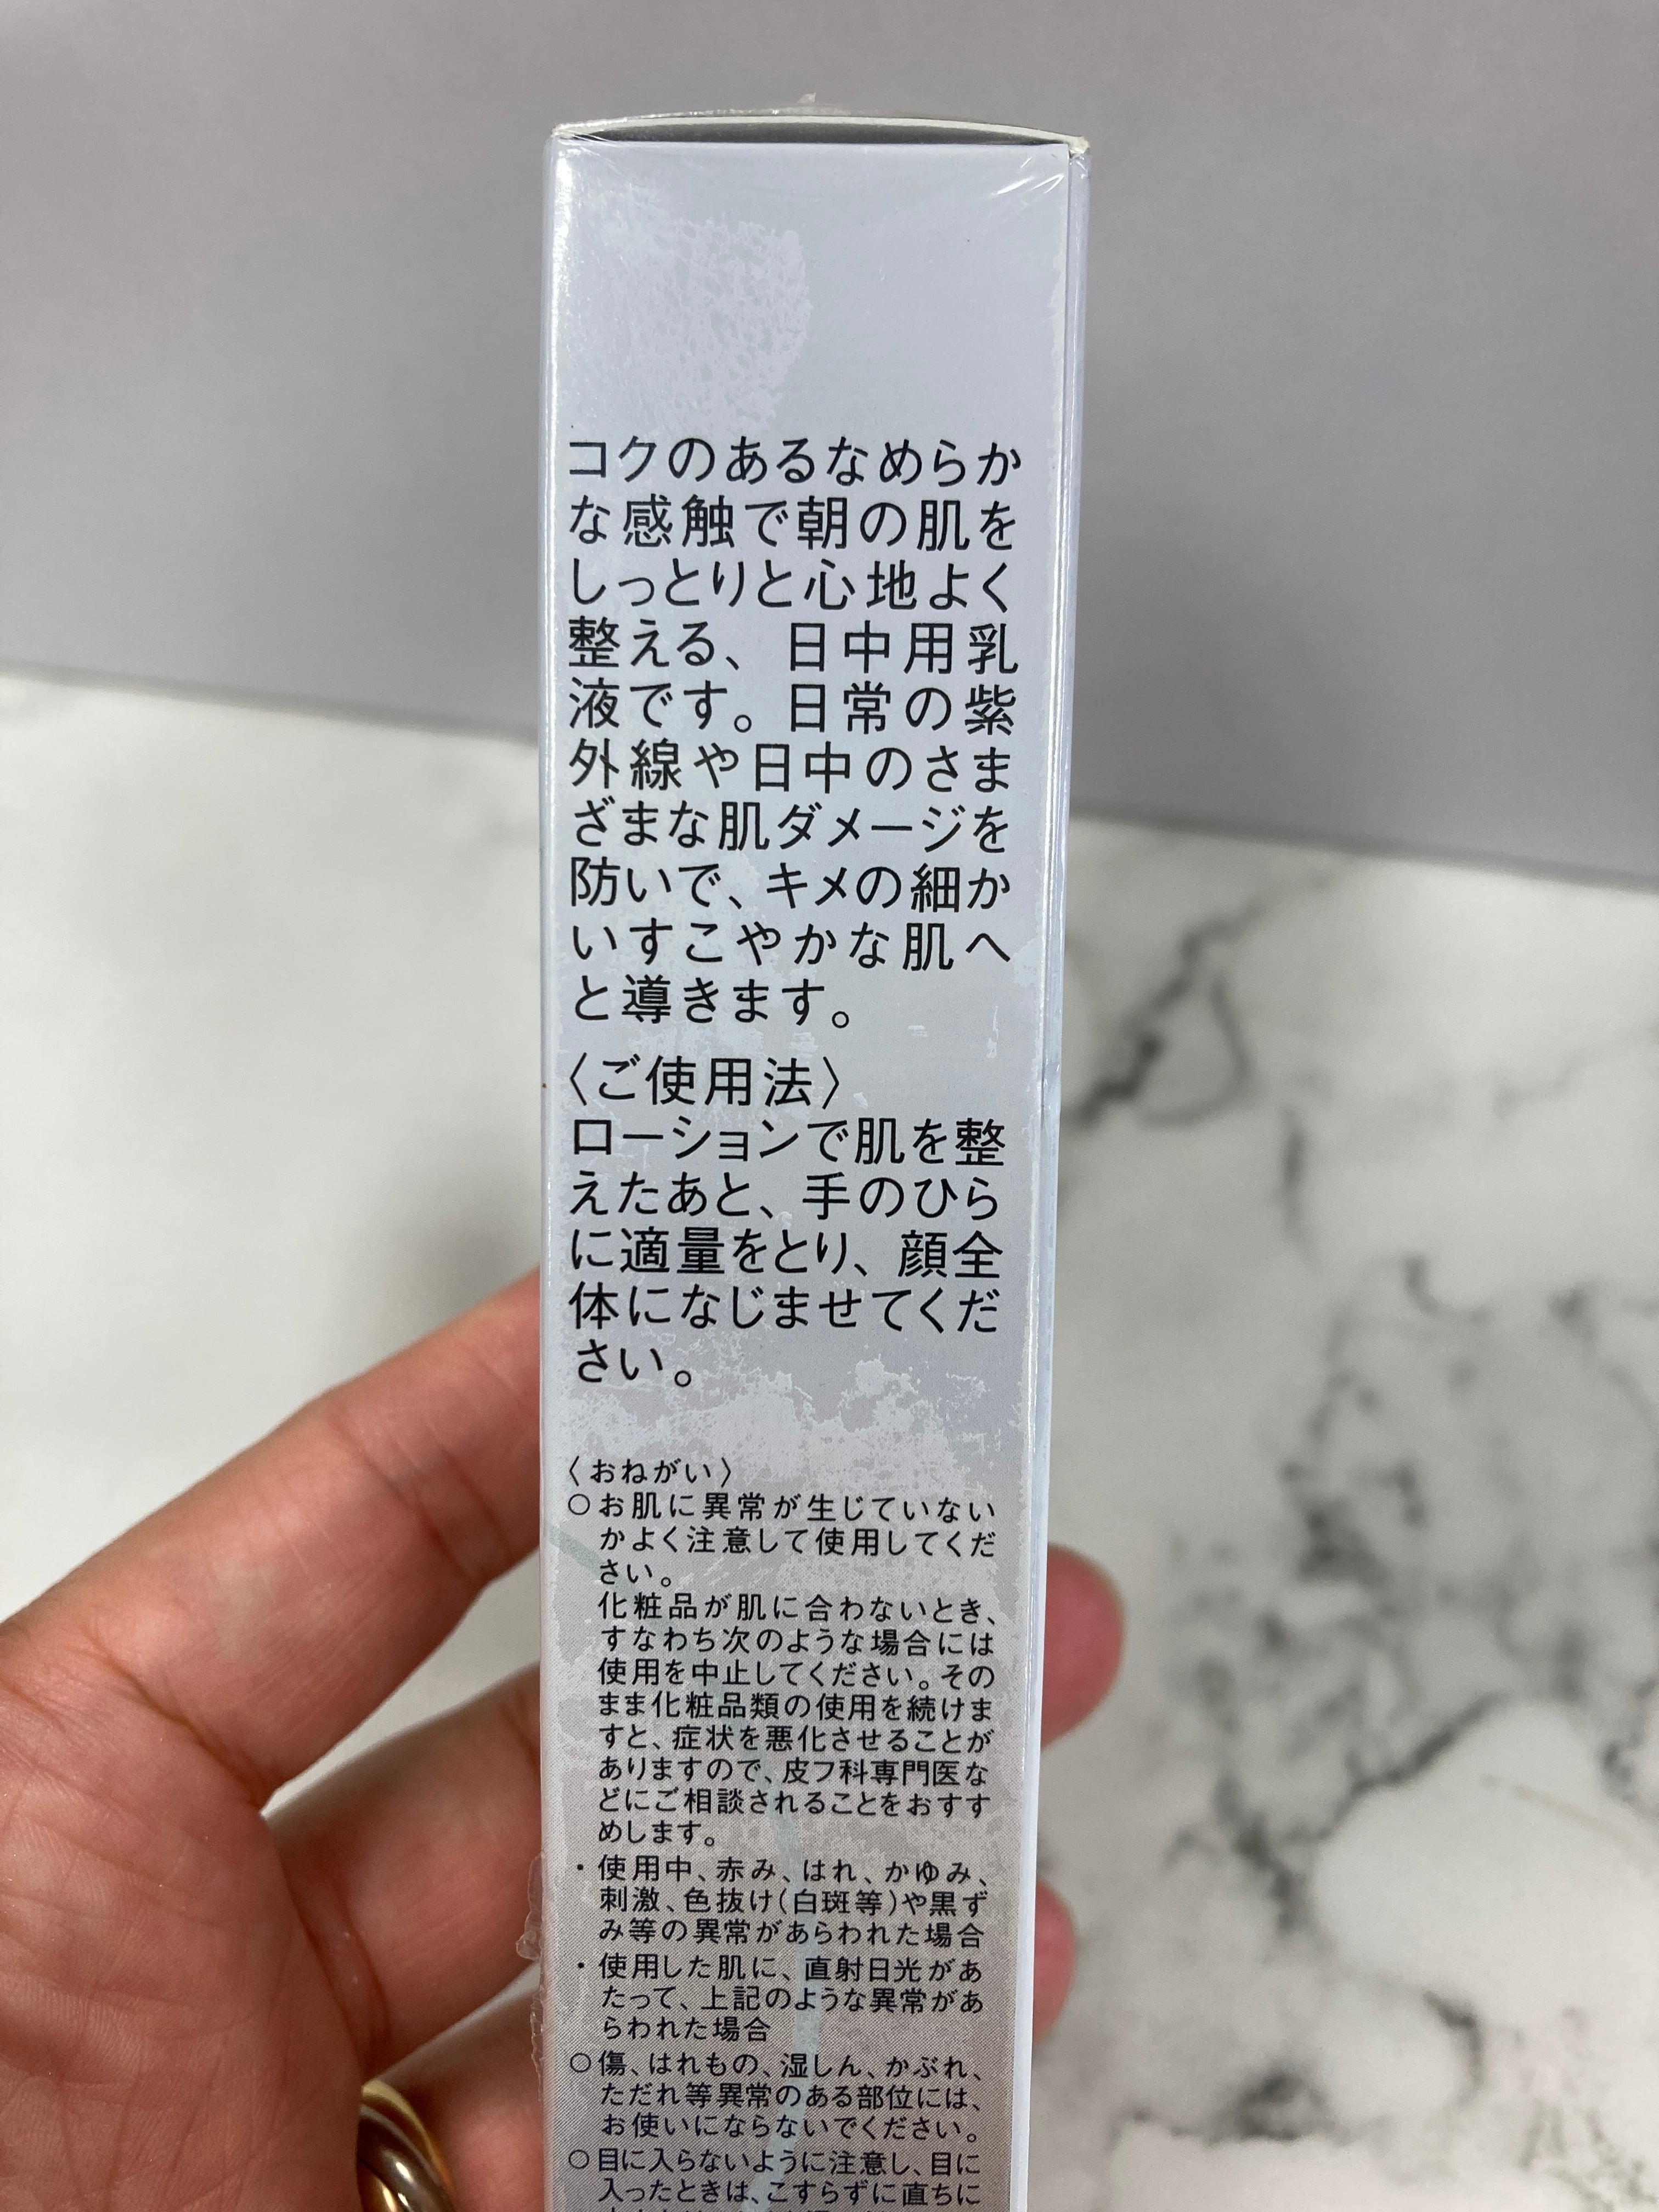 コクのあるなめらか
な感触で朝の肌を
しっとりと心地よく
整える、日中用乳
液です。日常の紫
外線や日中のさま
ざまな肌ダメージを
防いで、キメの細か
いすこやかな肌へ
と導きます。
〈ご使用法〉
ローションで肌を整
えたあと、手のひら
に適量をとり、顔全
体になじませてくだ
さい。
〈おねがい〉
○お肌に異常が生じていない
かよく注意して使用してくだ
さい。
化粧品が肌に合わないとき、
すなわち次のような場合には
使用を中止してください。その
まま化粧品類の使用を続けま
すと、症状を悪化させることが
ありますので、皮フ科専門医な
どにご相談されることをおすす
めします。
・使用中、赤み、はれ、かゆみ、
刺激、色抜け(白斑等)や黒ず
み等の異常があらわれた場合
・使用した肌に、直射日光があ
たって、上記のような異常があ
らわれた場合
○傷、はれもの、湿しん、かぶれ、
ただれ等異常のある部位には、
お使いにならないでください。
○目に入らないように注意し、目に
入ったときは、こすらずに直ちに